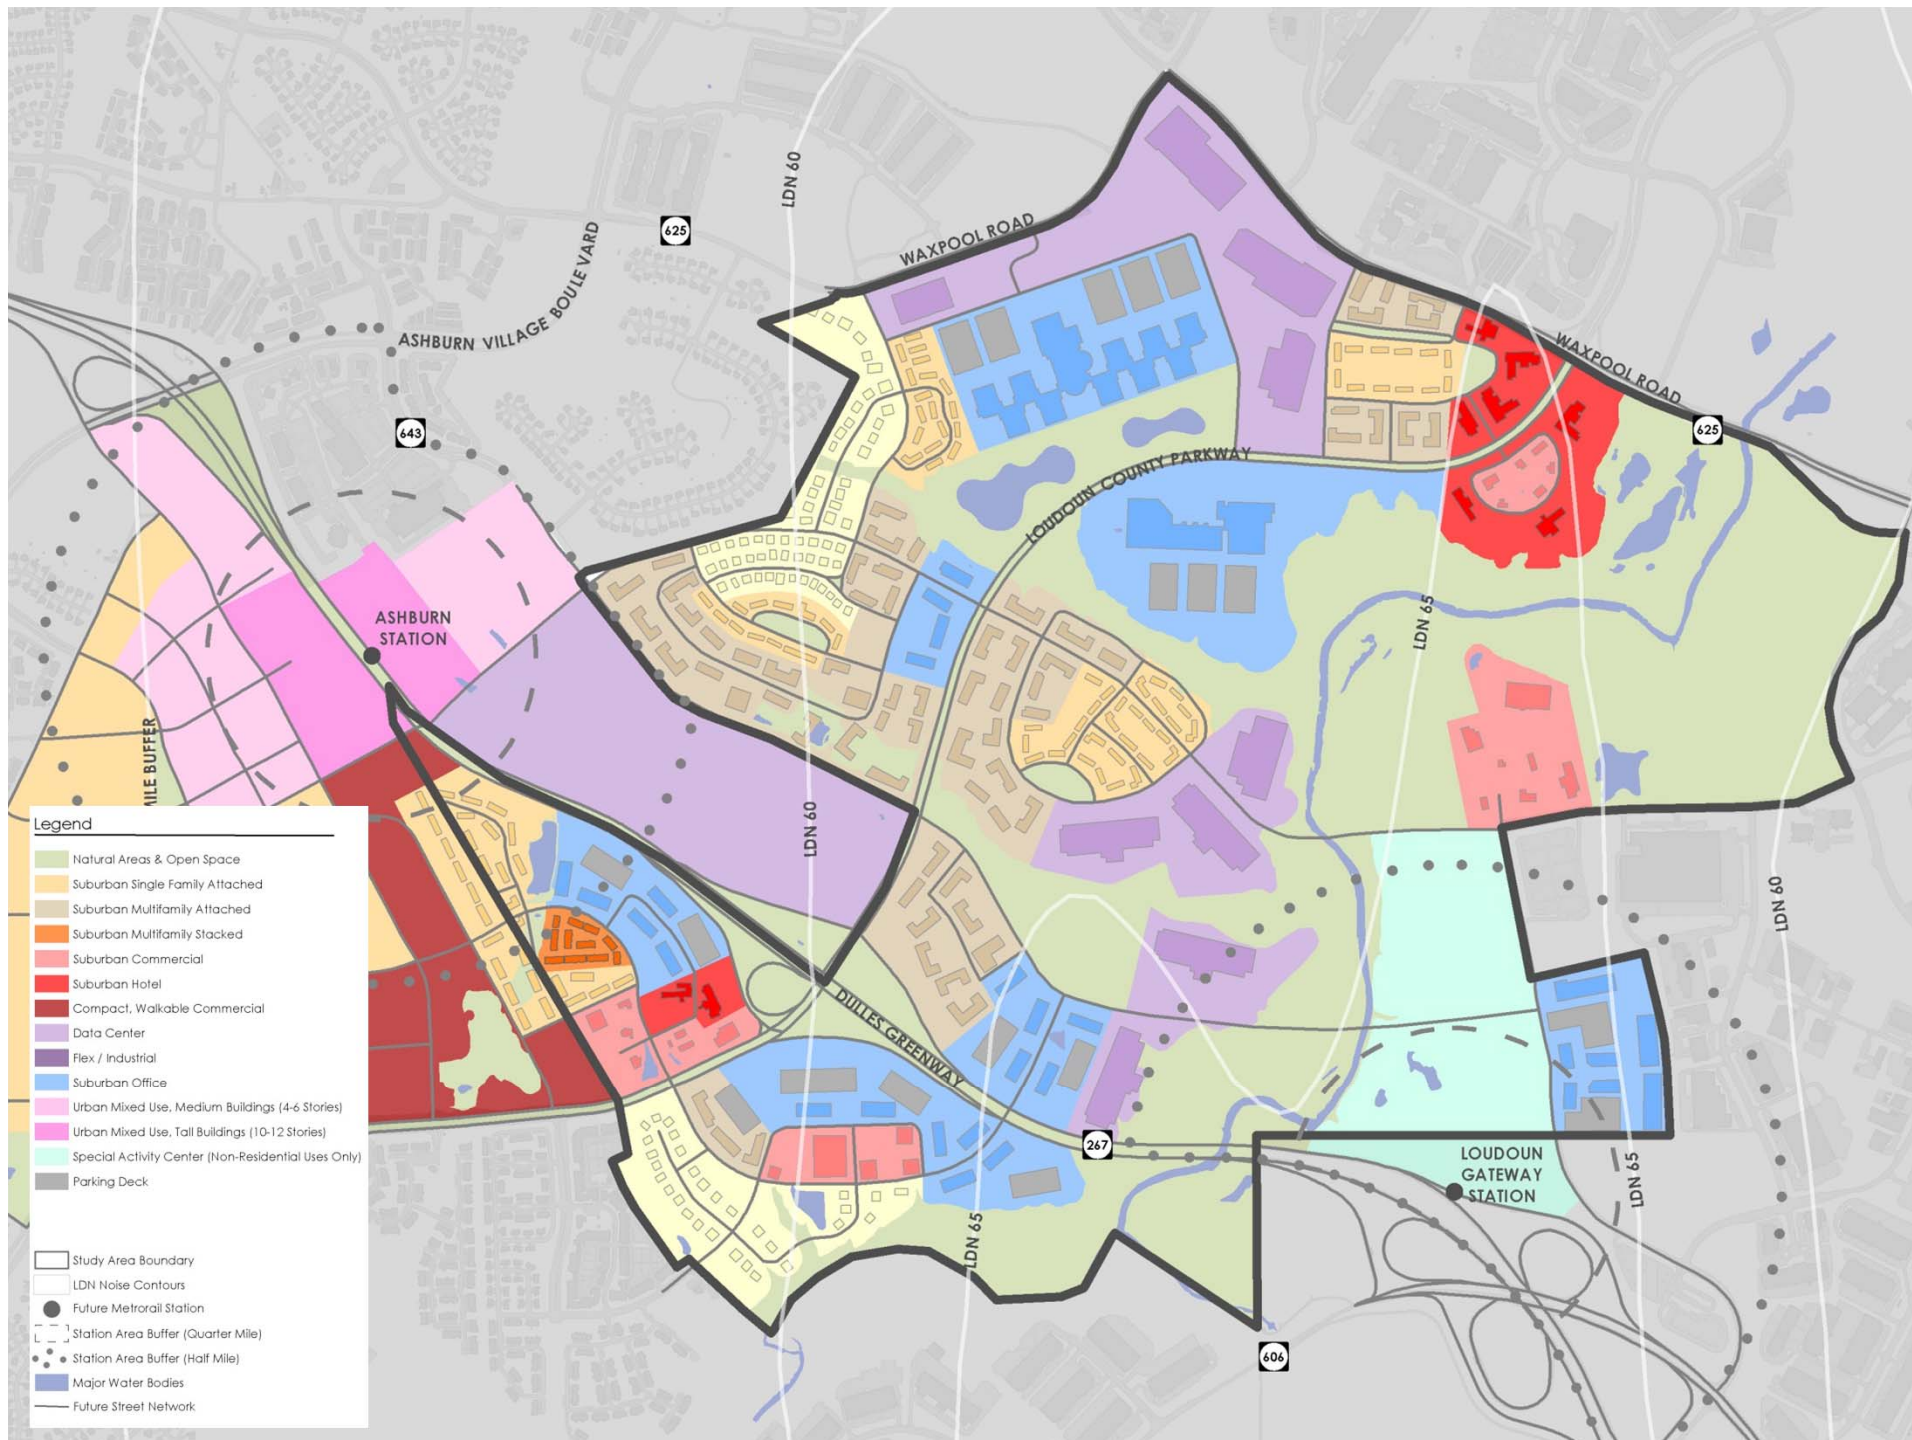 LDN 60
625
WAXPOOL ROAD
ASHBURN VILLAGE BOULEVARD
WAXPOOL ROAD
643
625
LOUDOUN COUNTY PARKWAY
ASHBURN
STATION
LDN 65
MILE BUFFER
LDN 60
LDN 60
DULLES GREENWAY
267
LOUDOUN
GATEWAY
STATION
LDN 65
LDN 65
606
Legend
Natural Areas & Open Space
Suburban Single Family Attached
Suburban Multifamily Attached
Suburban Multifamily Stacked
Suburban Commercial
Suburban Hotel
Compact, Walkable Commercial
Data Center
Flex / Industrial
Suburban Office
Urban Mixed Use, Medium Buildings (4-6 Stories)
Urban Mixed Use, Tall Buildings (10-12 Stories)
Special Activity Center (Non-Residential Uses Only)
Parking Deck
Study Area Boundary
LDN Noise Contours
Future Metrorail Station
Station Area Buffer (Quarter Mile)
Station Area Buffer (Half Mile)
Major Water Bodies
Future Street Network